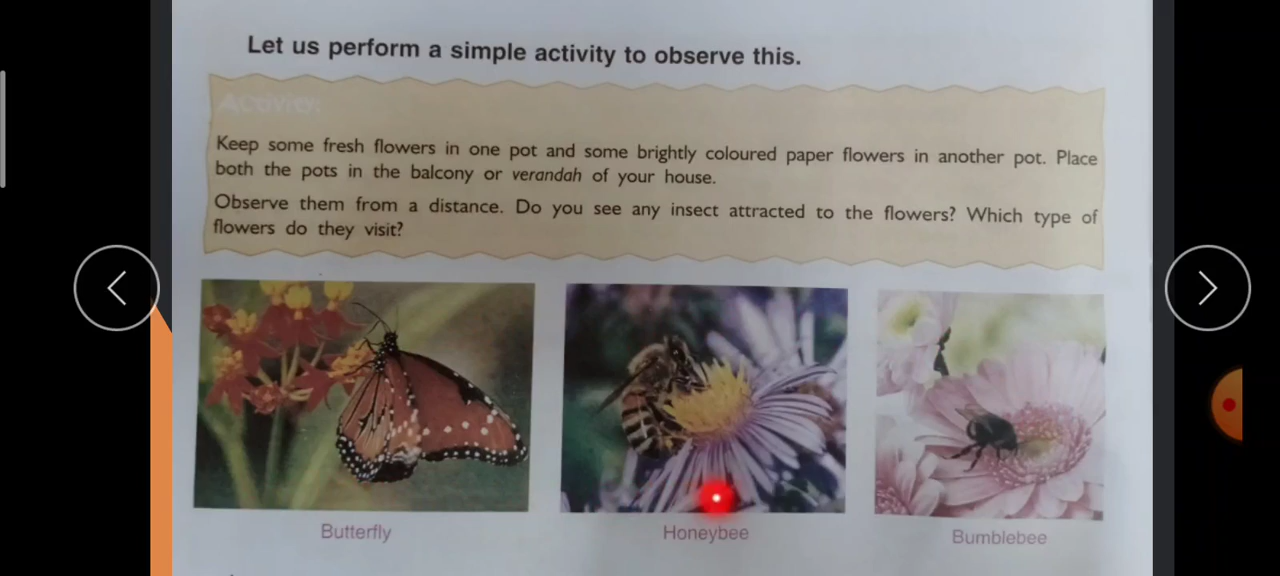 Let us perform a simple activity to observe this.
Activity
Keep some fresh flowers in one pot and some brightly coloured paper flowers in another pot. Place
both the pots in the balcony or verandah of your house.
Observe them from a distance. Do you see any insect attracted to the flowers? Which type of
flowers do they visit?
Butterfly
Honeybee
Bumblebee